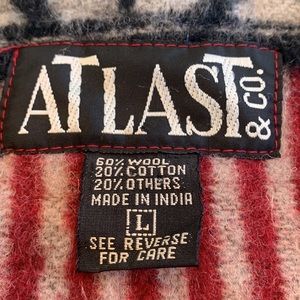 ATLAST
& CO.
60% WOOL
20% COTTON
20% OTHERS
MADE IN INDIA
L
SEE REVERSE
FOR CARE